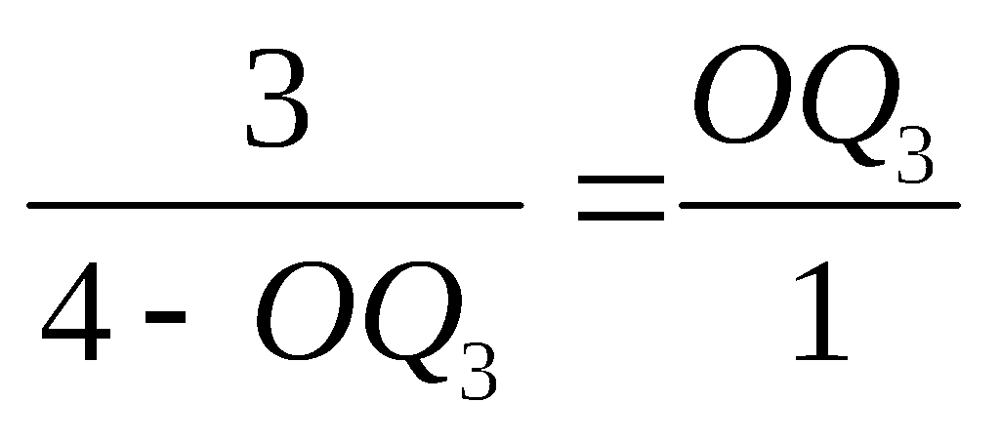 3 / (4 - OQ₃) = OQ₃ / 1